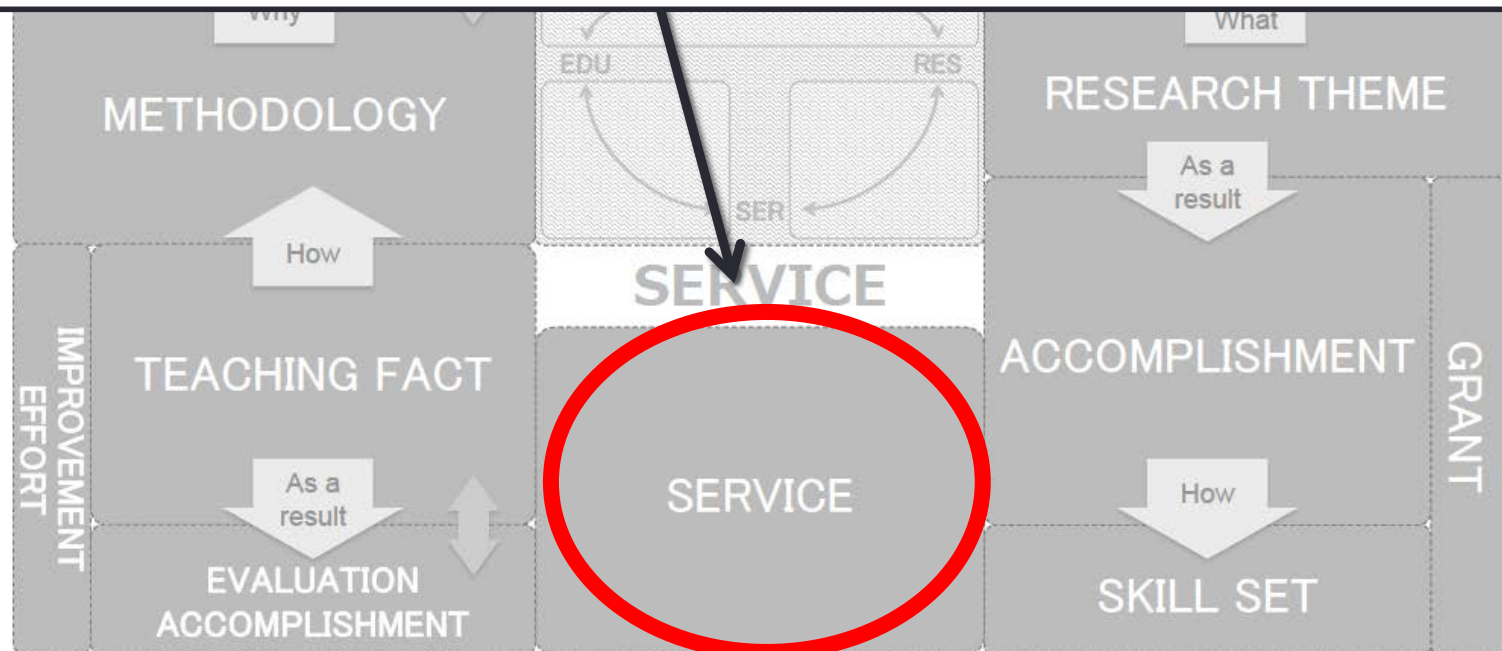 Why
METHODOLOGY
How
TEACHING FACT
IMPROVEMENT
EFFORT
As a
result
EVALUATION
ACCOMPLISHMENT
EDU
RES
SER
SERVICE
SERVICE
What
RESEARCH THEME
As a
result
ACCOMPLISHMENT
GRANT
How
SKILL SET